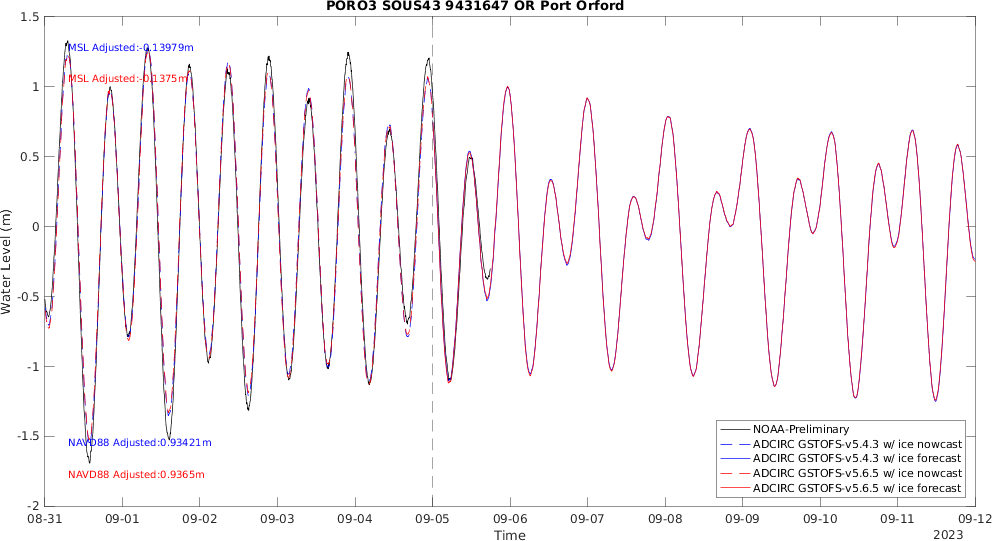 PORO3 SOUS43 9431647 OR Port Orford
1.5
1
0.5
0
-0.5
-1
-1.5
-2
Water Level (m)
MSL Adjusted:-0.13979m
MSL Adjusted:-0.1375m
NAVD88 Adjusted:0.93421m
NAVD88 Adjusted:0.9365m
NOAA-Preliminary
ADCIRC GSTOFS-v5.4.3 w/ ice nowcast
ADCIRC GSTOFS-v5.4.3 w/ ice forecast
ADCIRC GSTOFS-v5.6.5 w/ ice nowcast
ADCIRC GSTOFS-v5.6.5 w/ ice forecast
08-31 09-01 09-02 09-03 09-04 09-05 09-06 09-07 09-08 09-09 09-10 09-11 09-12
Time
2023